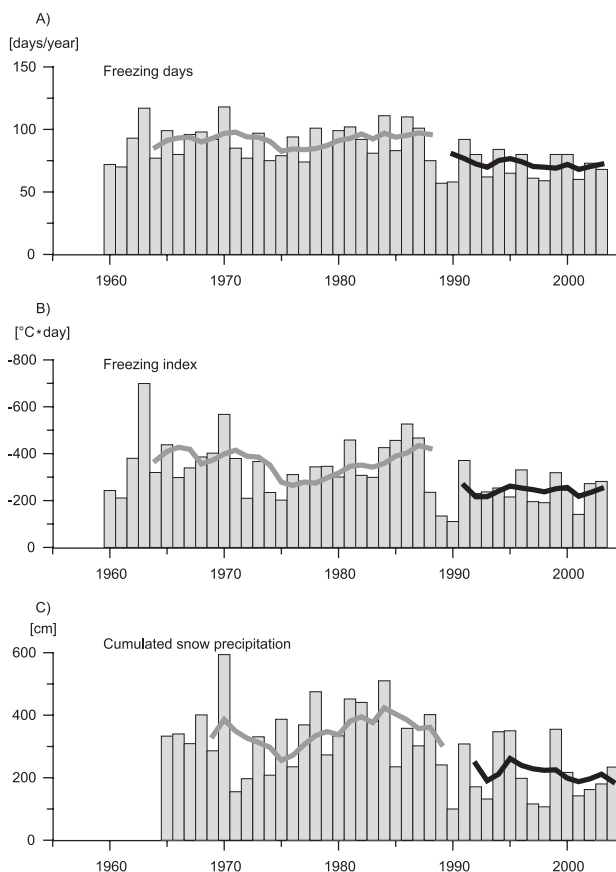 A)
[days/year]
Freezing days
150
100
50
0
1960 1970 1980 1990 2000
B)
[°C*day]
Freezing index
-800
-600
-400
-200
0
1960 1970 1980 1990 2000
C)
[cm]
Cumulated snow precipitation
600
400
200
0
1960 1970 1980 1990 2000